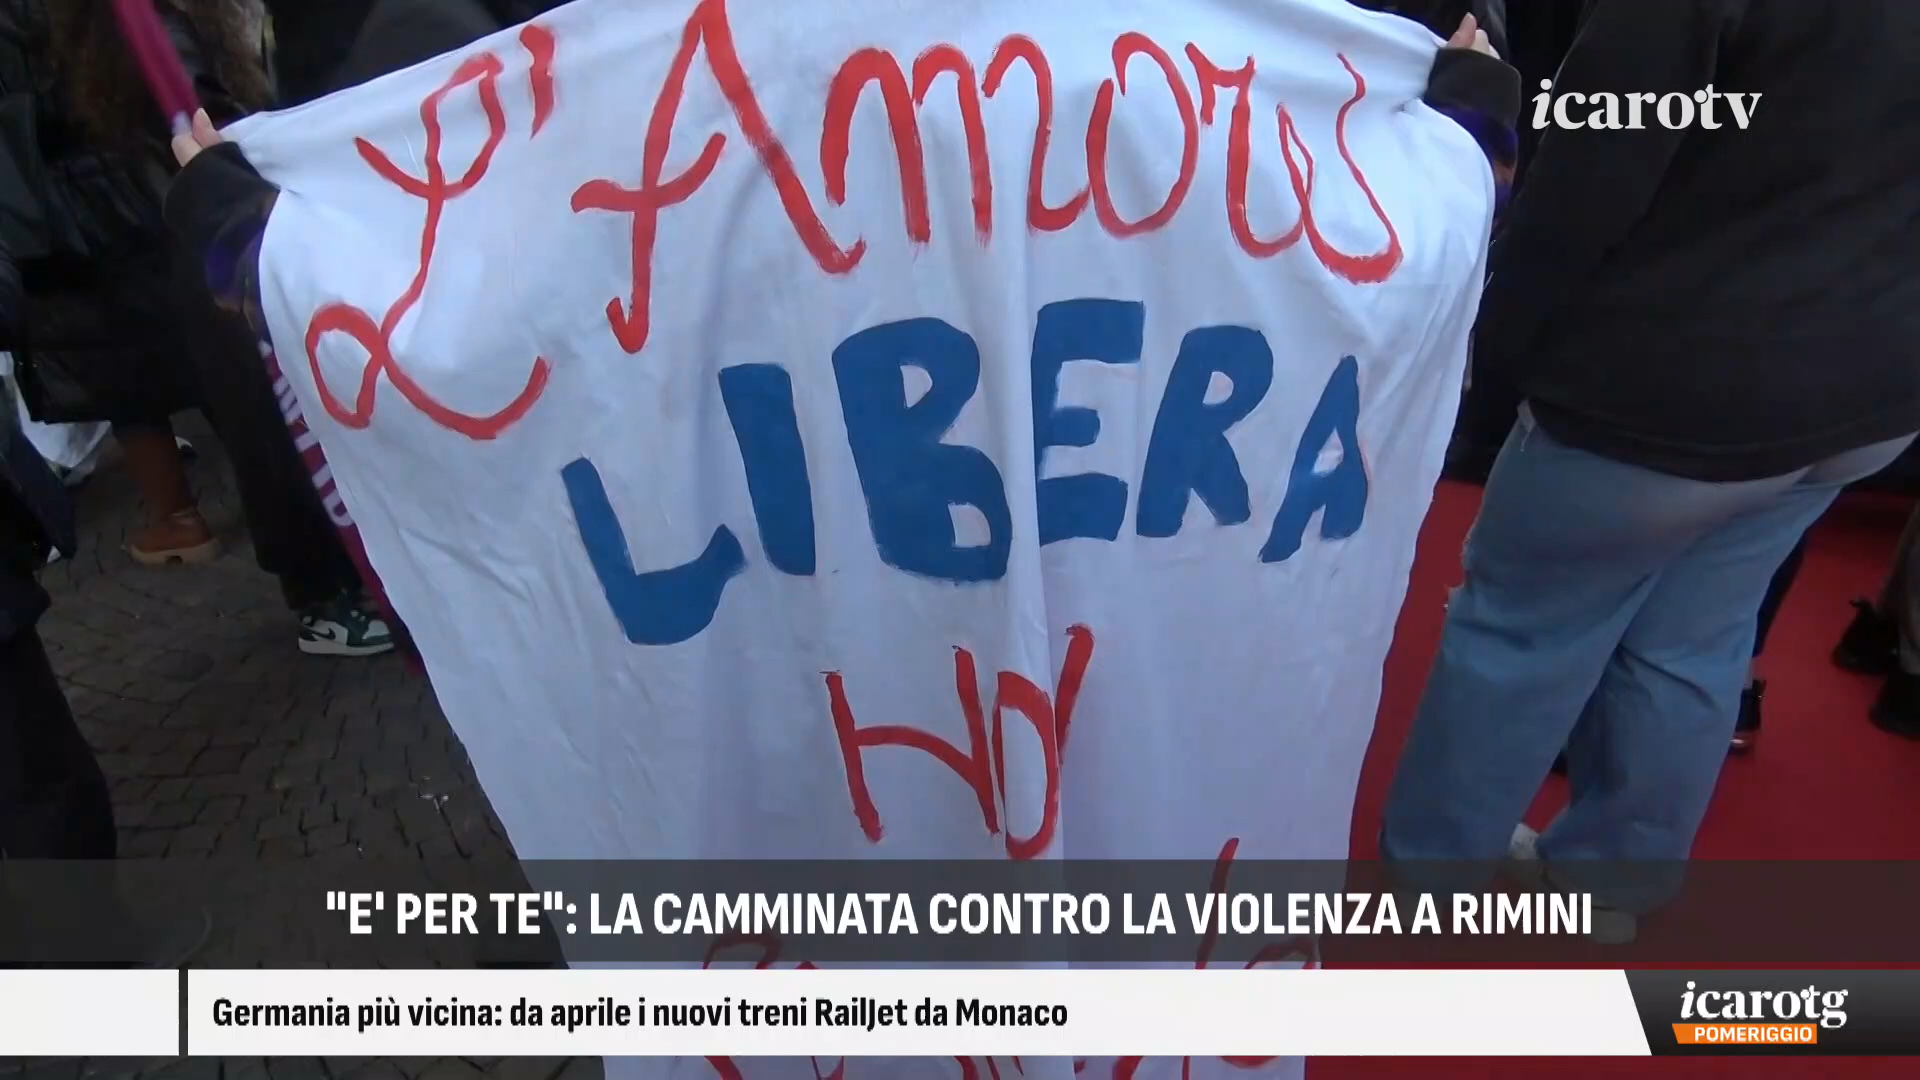 icarotv
L'Amore
LIBERA
NO
"E' PER TE": LA CAMMINATA CONTRO LA VIOLENZA A RIMINI
Germania più vicina: da aprile i nuovi treni RailJet da Monaco
icarotg
POMERIGGIO